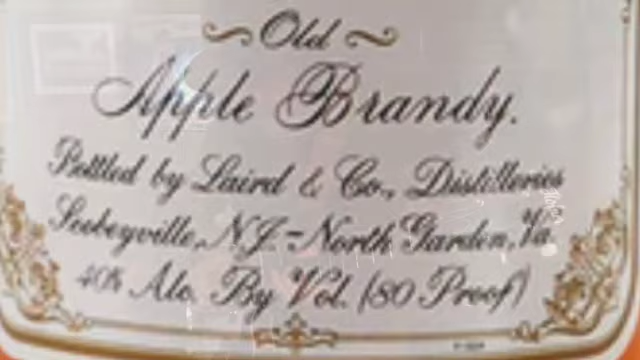 Old
Apple Brandy.
Bottled by Laird & Co., Distilleries
Scobeyville, N.J. - North Garden, Va.
40% Alc. By Vol. (80 Proof)